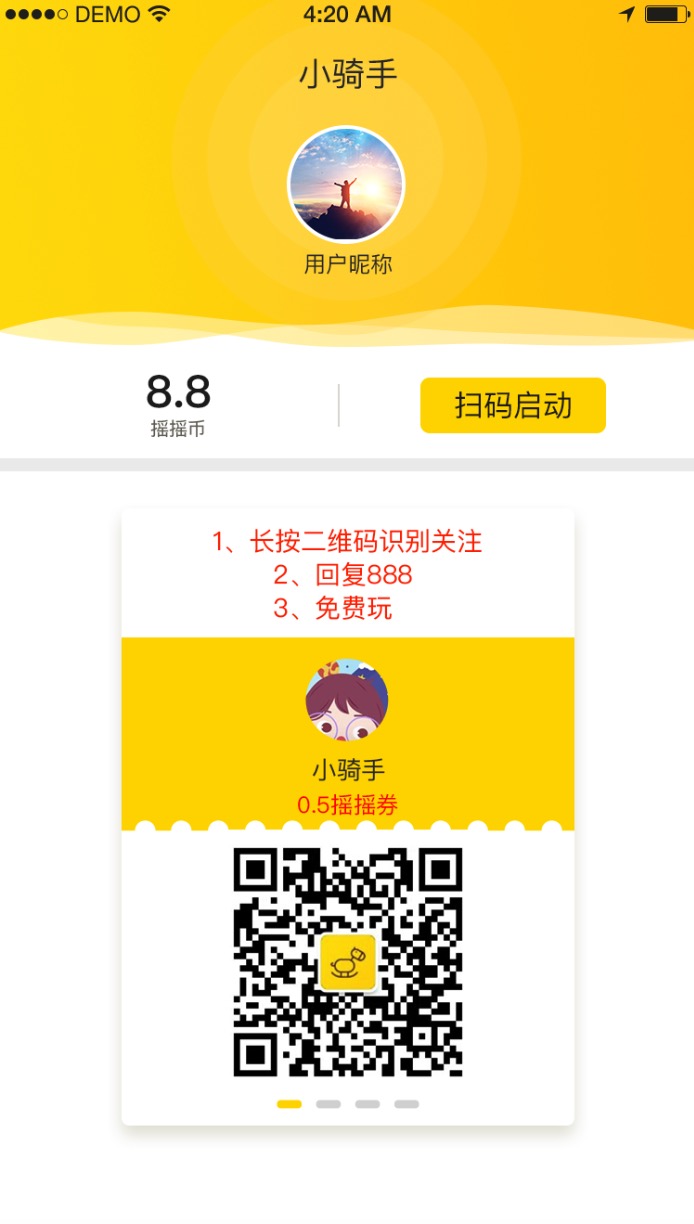 DEMO 4:20 AM
小骑手
用户昵称
8.8
摇摇币
扫码启动
1、长按二维码识别关注
2、回复888
3、免费玩
小骑手
0.5摇摇券